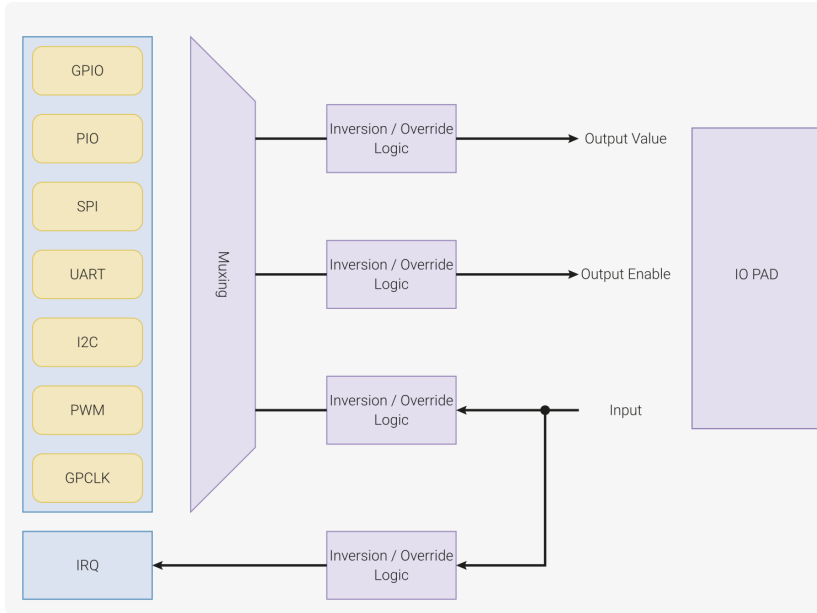 GPIO
PIO
SPI
UART
I2C
PWM
GPCLK
IRQ
Muxing
Inversion / Override
Logic
Output Value
Inversion / Override
Logic
Output Enable
Inversion / Override
Logic
Input
Inversion / Override
Logic
IO PAD